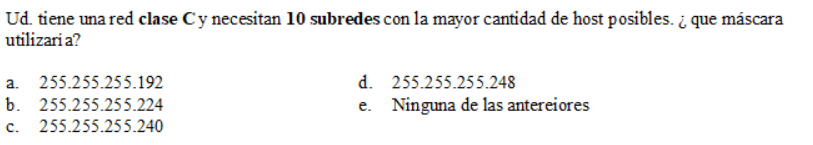 Ud. tiene una red clase C y necesitan 10 subredes con la mayor cantidad de host posibles. ¿ que máscara
utilizaria?
a. 255.255.255.192
b. 255.255.255.224
c. 255.255.255.240
d. 255.255.255.248
e. Ninguna de las antereiores